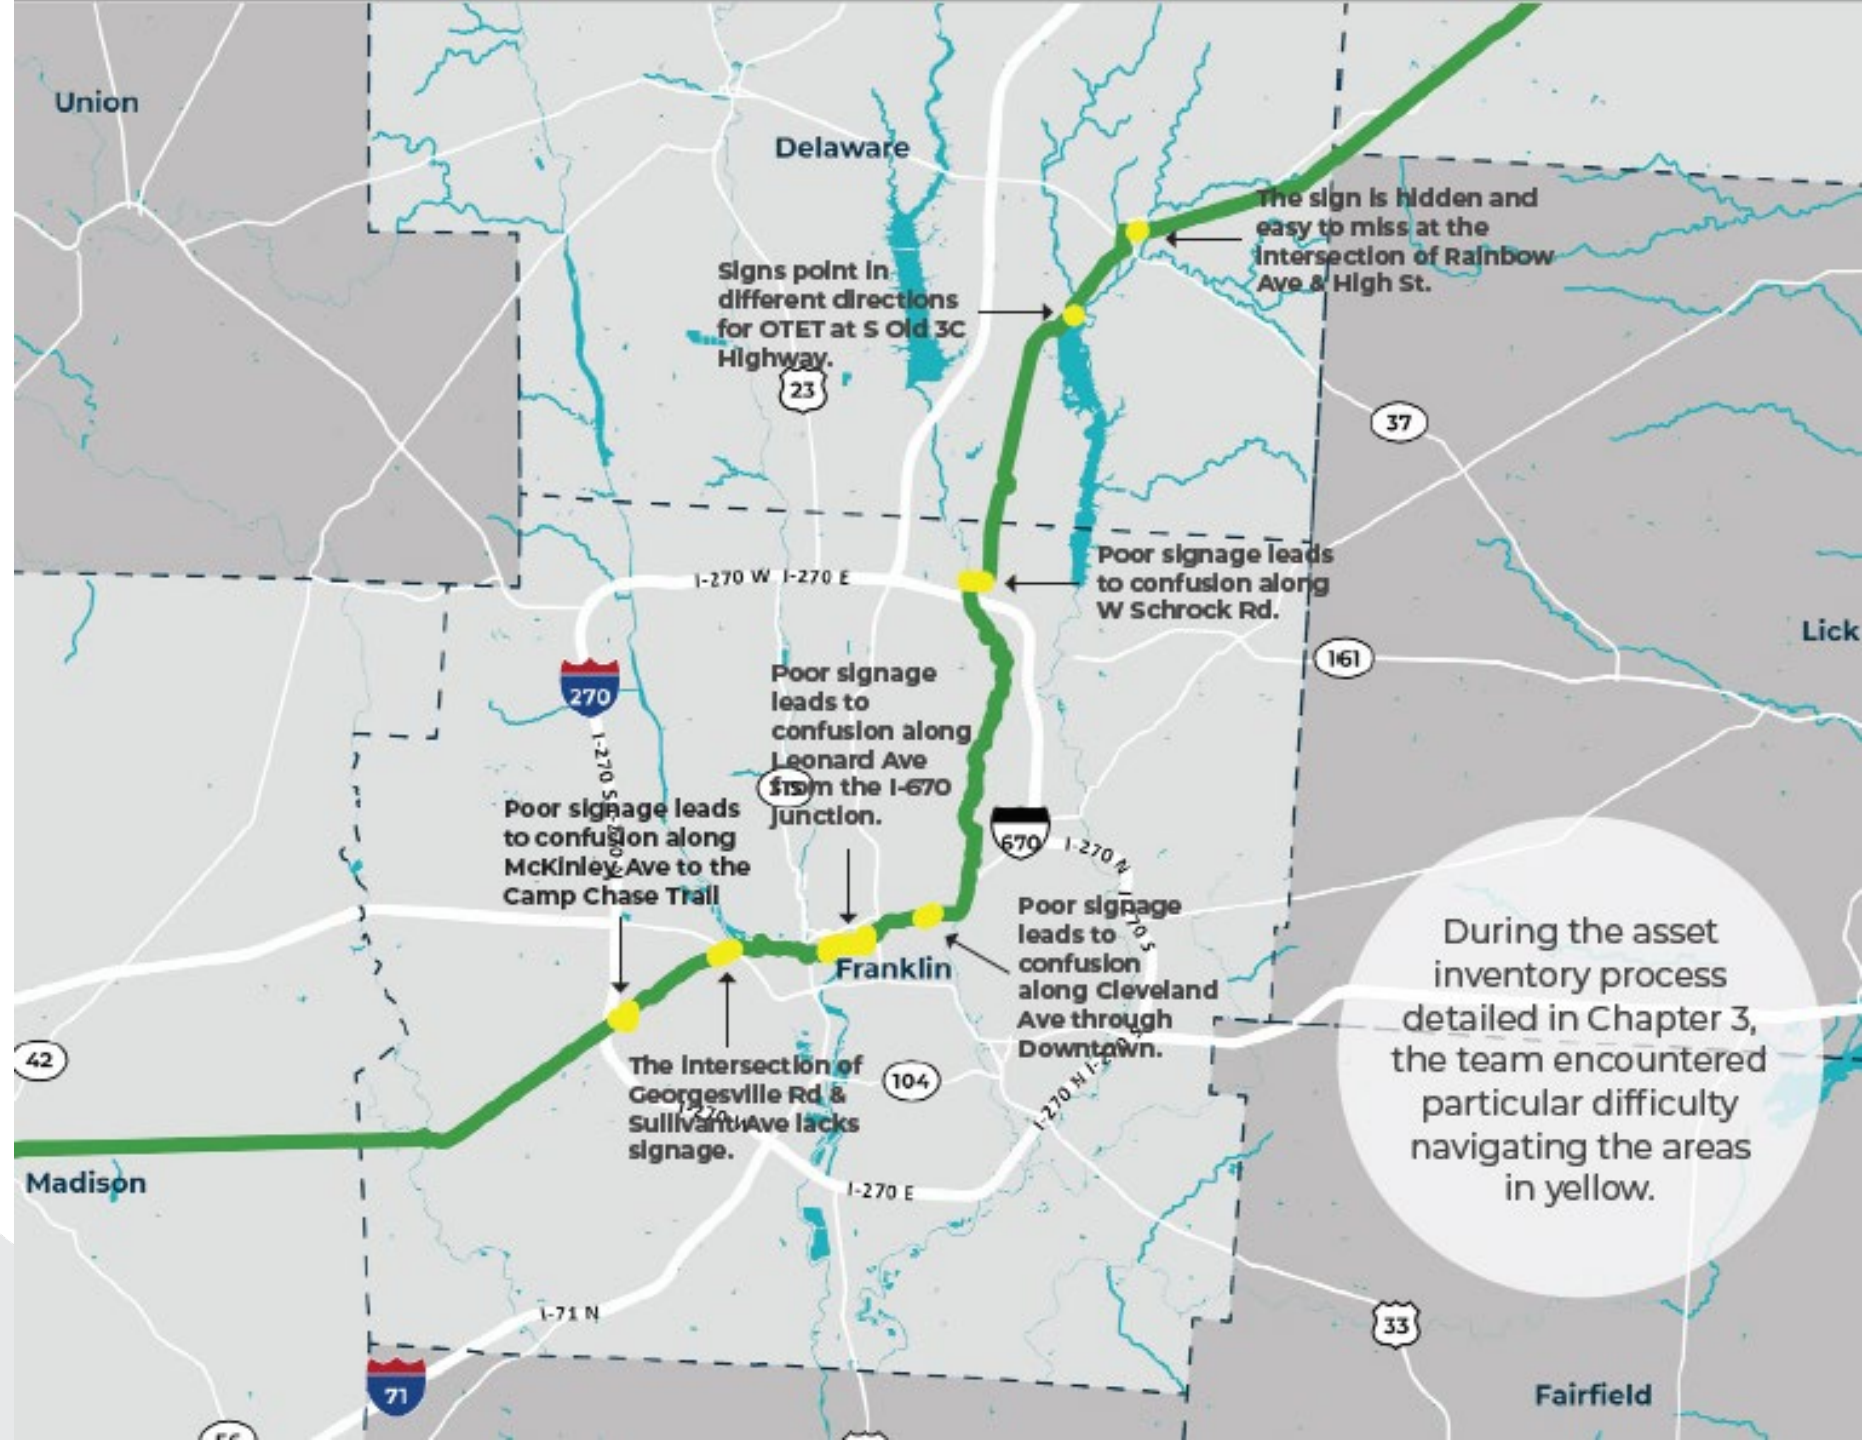 Union
Delaware
The sign is hidden and
easy to miss at the
intersection of Rainbow
Ave & High St.
Signs point in
different directions
for OTET at S Old 3C
Highway.
23
37
Poor signage leads
to confusion along
W Schrock Rd.
I-270 W I-270 E
Lick
161
270
Poor signage
leads to
confusion along
Leonard Ave
from the I-670
junction.
I-270 S
Poor signage leads
to confusion along
McKinley Ave to the
Camp Chase Trail
670
I-270 N
Poor signage
leads to
confusion
along Cleveland
Ave through
Downtown.
Franklin
During the asset
inventory process
detailed in Chapter 3,
the team encountered
particular difficulty
navigating the areas
in yellow.
42
The intersection of
Georgesville Rd &
Sullivant Ave lacks
signage.
104
I-270 N
Madison
I-270 E
I-71 N
33
71
Fairfield